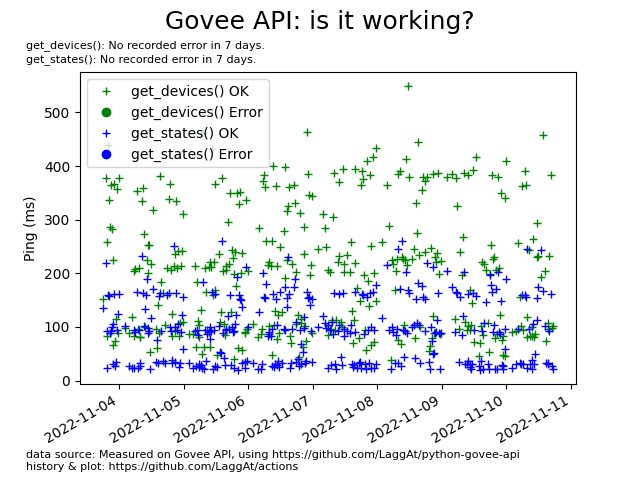 Govee API: is it working?
get_devices(): No recorded error in 7 days.
get_states(): No recorded error in 7 days.
get_devices() OK
get_devices() Error
get_states() OK
get_states() Error
Ping (ms)
500
400
300
200
100
0
2022-11-04
2022-11-05
2022-11-06
2022-11-07
2022-11-08
2022-11-09
2022-11-10
2022-11-11
data source: Measured on Govee API, using https://github.com/LaggAt/python-govee-api
history & plot: https://github.com/LaggAt/actions